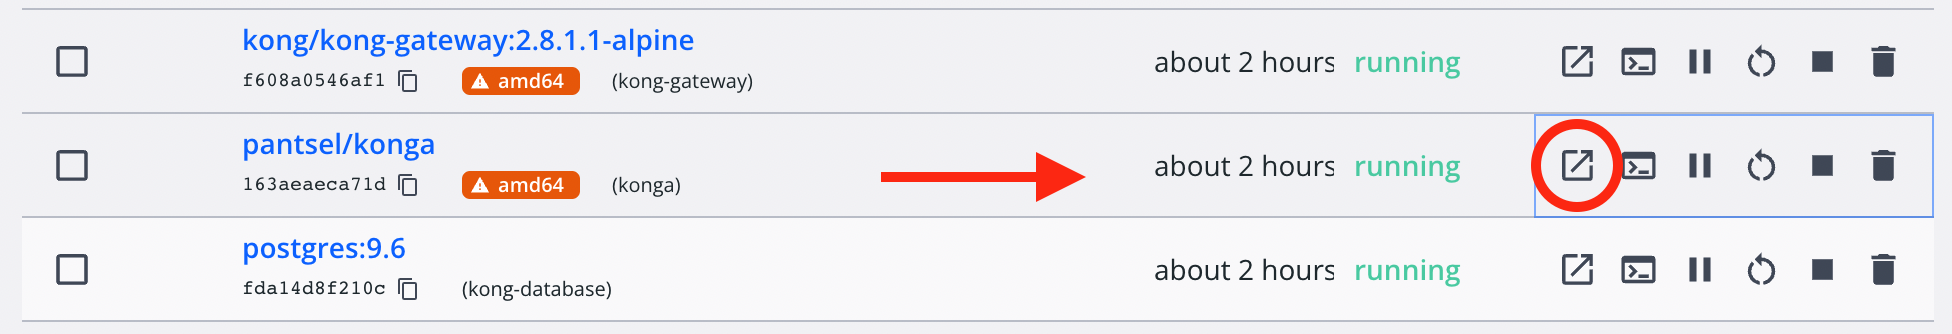 kong/kong-gateway:2.8.1.1-alpine
about 2 hours running
f608a0546af1 amd64 (kong-gateway)
pantsel/konga
about 2 hours running
163aeaeca71d amd64 (konga)
postgres:9.6
about 2 hours running
fda14d8f210c (kong-database)